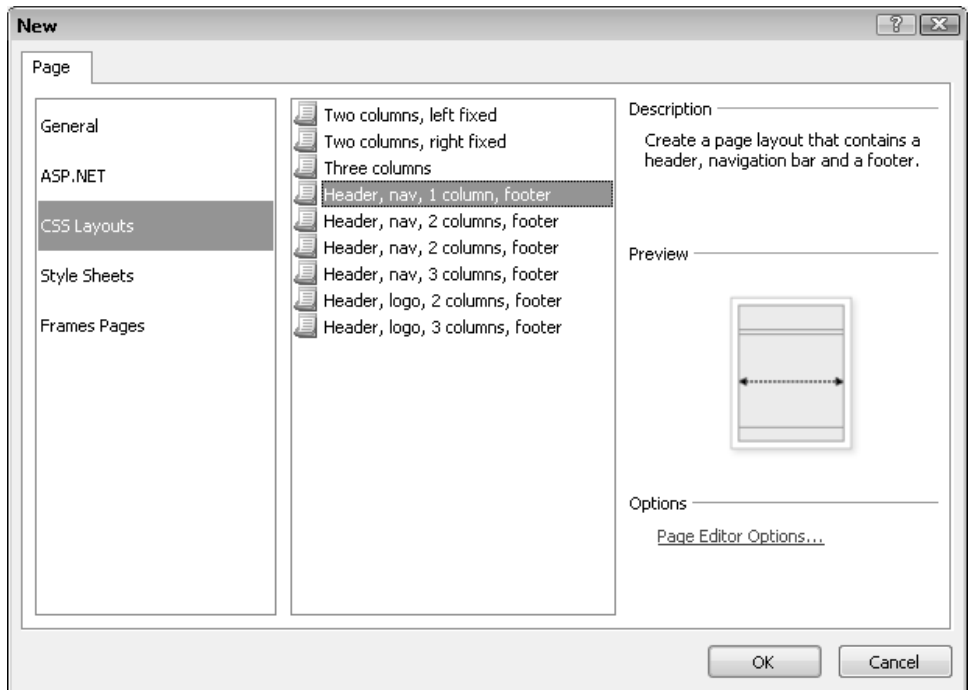 New
Page
General
ASP.NET
CSS Layouts
Style Sheets
Frames Pages
Two columns, left fixed
Two columns, right fixed
Three columns
Header, nav, 1 column, footer
Header, nav, 2 columns, footer
Header, nav, 2 columns, footer
Header, nav, 3 columns, footer
Header, logo, 2 columns, footer
Header, logo, 3 columns, footer
Description
Create a page layout that contains a
header, navigation bar and a footer.
Preview
Options
Page Editor Options...
OK
Cancel